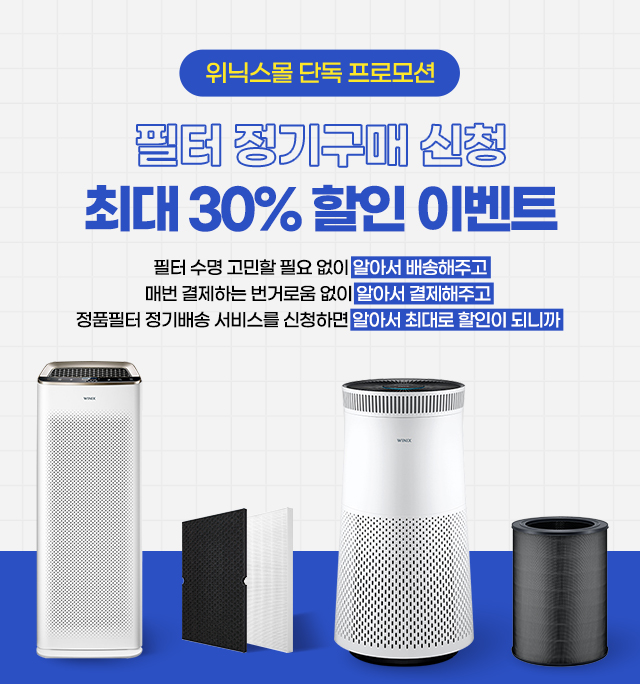 위닉스몰 단독 프로모션
필터 정기구매 신청
최대 30% 할인 이벤트
필터 수명 고민할 필요 없이 알아서 배송해주고
매번 결제하는 번거로움 없이 알아서 결제해주고
정품필터 정기배송 서비스를 신청하면 알아서 최대로 할인이 되니까
WINIX
WINIX